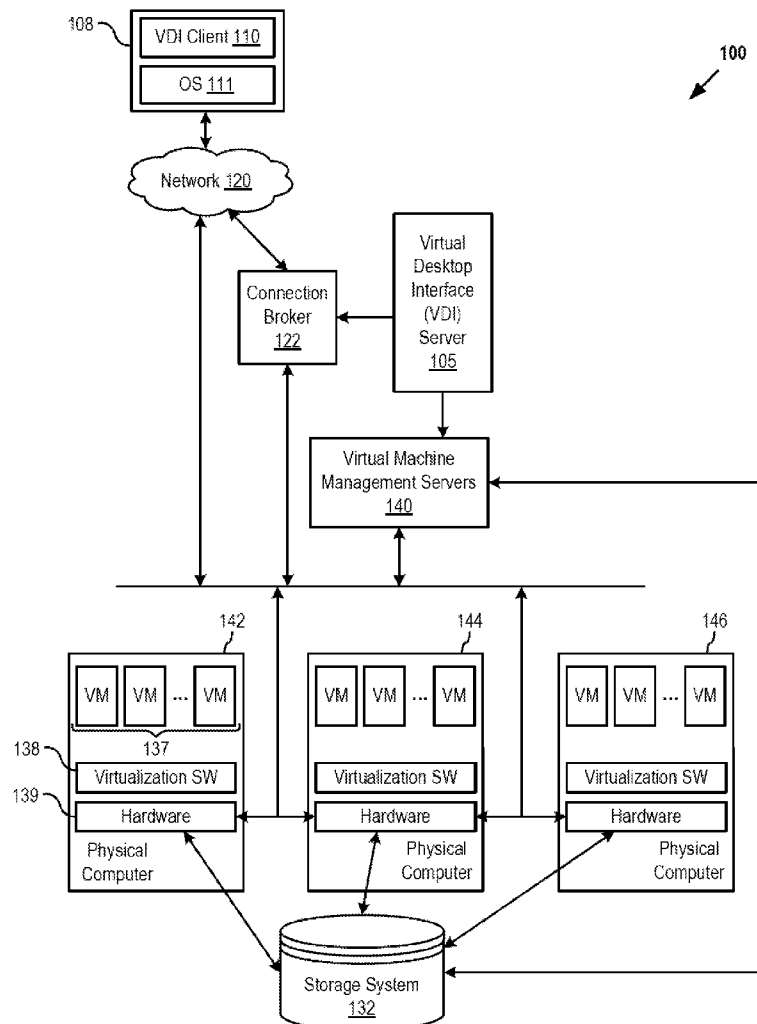 108
VDI Client 110
OS 111
100
Network 120
Connection
Broker
122
Virtual
Desktop
Interface
(VDI)
Server
105
Virtual Machine
Management Servers
140
142
144
146
VM VM ... VM
VM VM ... VM
VM VM ... VM
137
138
Virtualization SW
Virtualization SW
Virtualization SW
139
Hardware
Hardware
Hardware
Physical
Computer
Physical
Computer
Physical
Computer
Storage System
132